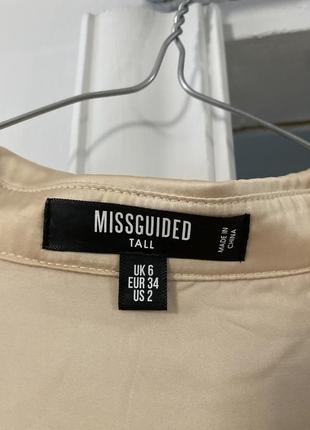 MISSGUIDED
TALL
MADE IN
CHINA
UK 6
EUR 34
US 2